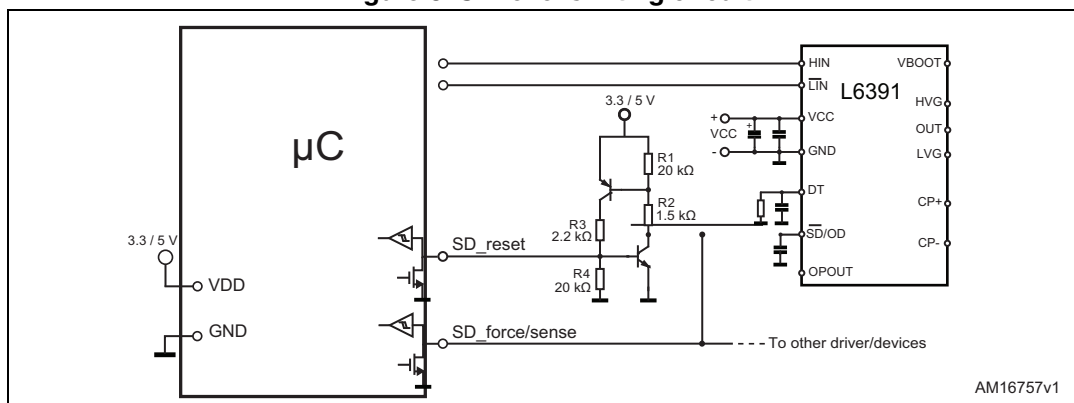 HIN
VBOOT
LIN
L6391
3.3 / 5 V
HVG
+
+
VCC
VCC
OUT
µC
-
GND
LVG
R1
20 kΩ
DT
CP+
R2
1.5 kΩ
R3
2.2 kΩ
SD/OD
CP-
3.3 / 5 V
SD_reset
OPOUT
R4
20 kΩ
VDD
GND
SD_force/sense
To other driver/devices
AM16757v1